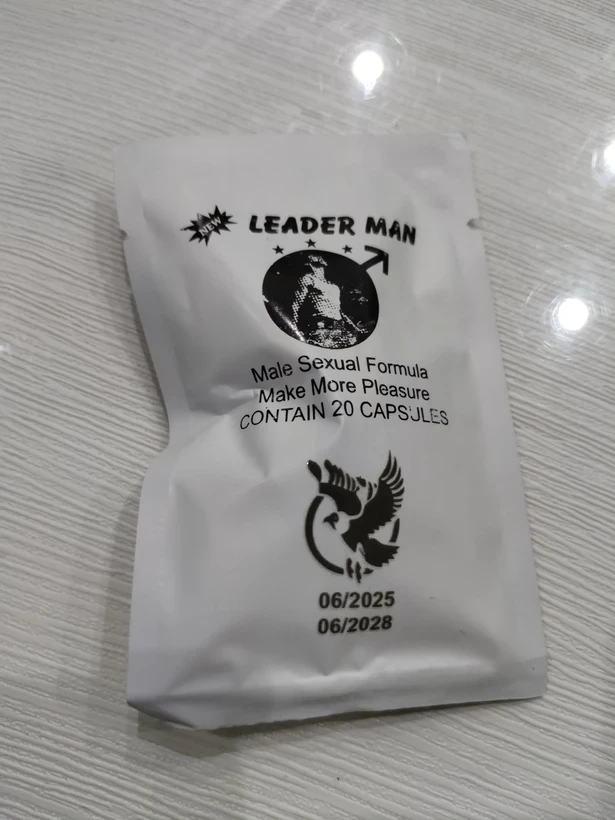 NEW
LEADER MAN
Male Sexual Formula
Make More Pleasure
CONTAIN 20 CAPSULES
06/2025
06/2028